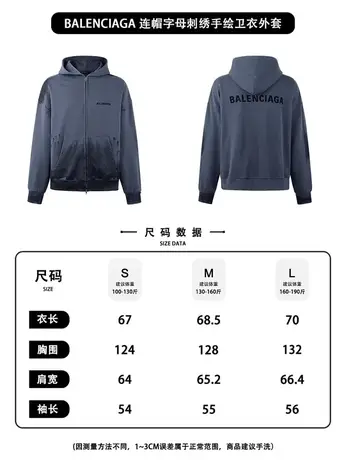 BALENCIAGA 连帽字母刺绣手绘卫衣外套
BALENCIAGA
BALENCIAGA
尺码数据
SIZE DATA
尺码 S M L
SIZE 建议体重 建议体重 建议体重
100-130斤 130-160斤 160-190斤
衣长 67 68.5 70
胸围 124 128 132
肩宽 64 65.2 66.4
袖长 54 55 56
(因测量方法不同，1~3CM误差属于正常范围，商品建议手洗)